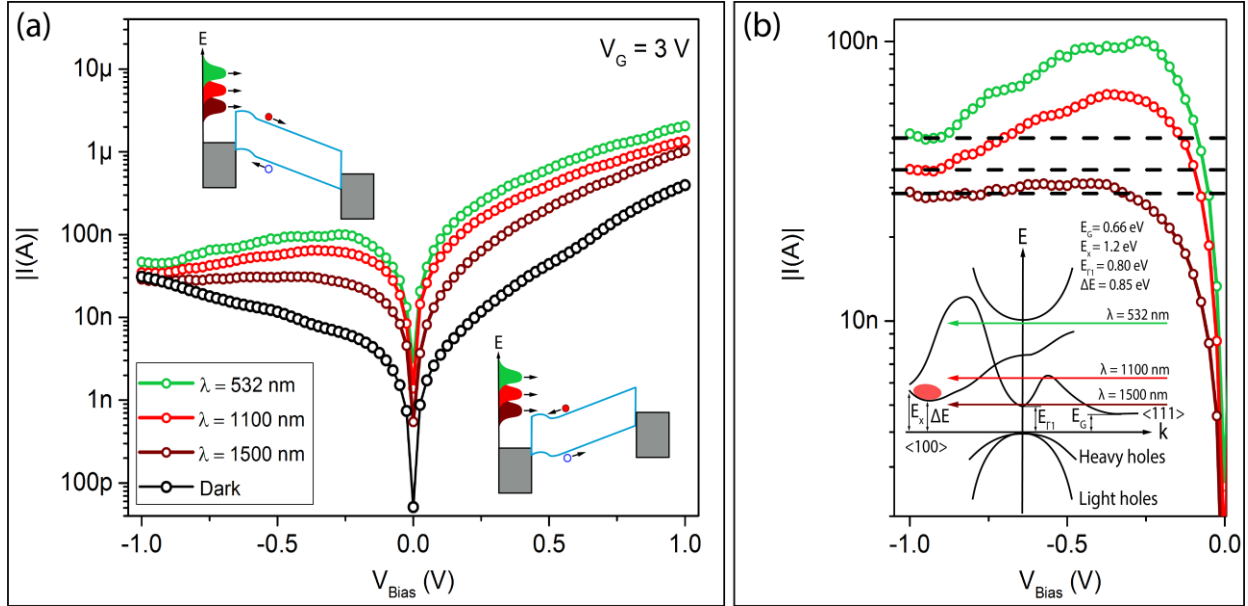 (a)
V_G = 3 V
E
10µ
1µ
100n
10n
1n
100p
|I(A)|
E
λ = 532 nm
λ = 1100 nm
λ = 1500 nm
Dark
-1.0
-0.5
0.0
0.5
1.0
V_Bias (V)
(b)
100n
10n
|I(A)|
E
E_G= 0.66 eV
E_x= 1.2 eV
E_Γ1= 0.80 eV
ΔE = 0.85 eV
λ = 532 nm
λ = 1100 nm
λ = 1500 nm
E_x
ΔE
E_Γ1
E_G
<111>
k
<100>
Heavy holes
Light holes
-1.0
-0.5
0.0
V_Bias (V)